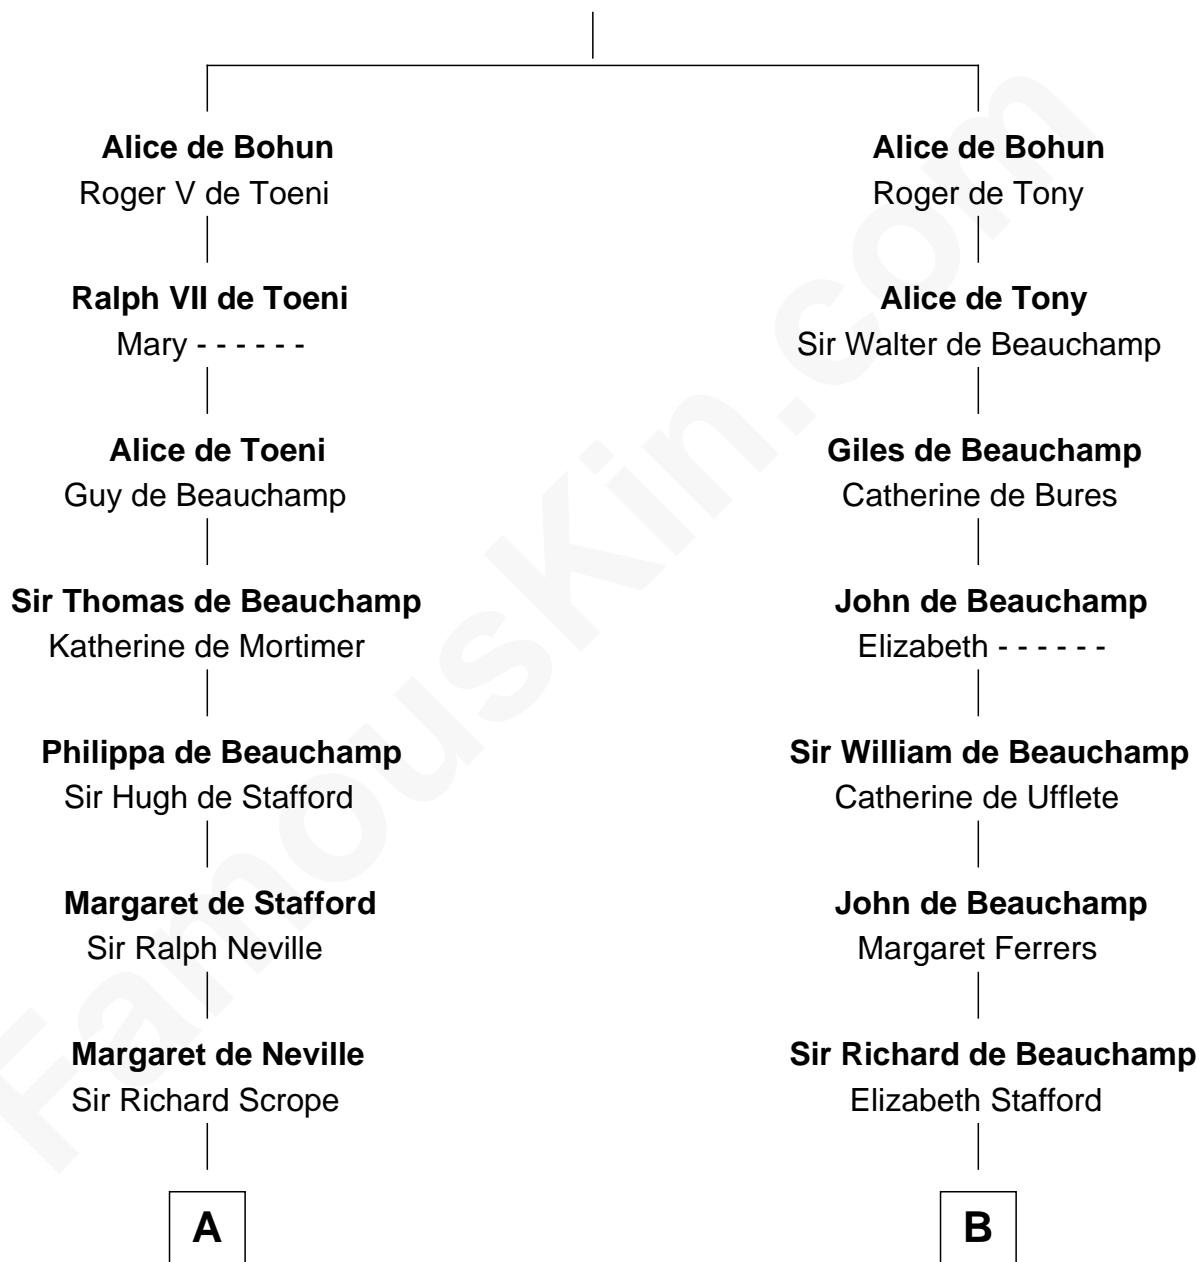 Alice de Bohun
Roger V de Toeni
Ralph VII de Toeni
Mary - - - - - -
Alice de Toeni
Guy de Beauchamp
Sir Thomas de Beauchamp
Katherine de Mortimer
Philippa de Beauchamp
Sir Hugh de Stafford
Margaret de Stafford
Sir Ralph Neville
Margaret de Neville
Sir Richard Scrope
A
Alice de Bohun
Roger de Tony
Alice de Tony
Sir Walter de Beauchamp
Giles de Beauchamp
Catherine de Bures
John de Beauchamp
Elizabeth - - - - - -
Sir William de Beauchamp
Catherine de Ufflete
John de Beauchamp
Margaret Ferrers
Sir Richard de Beauchamp
Elizabeth Stafford
B
FamousKin.com